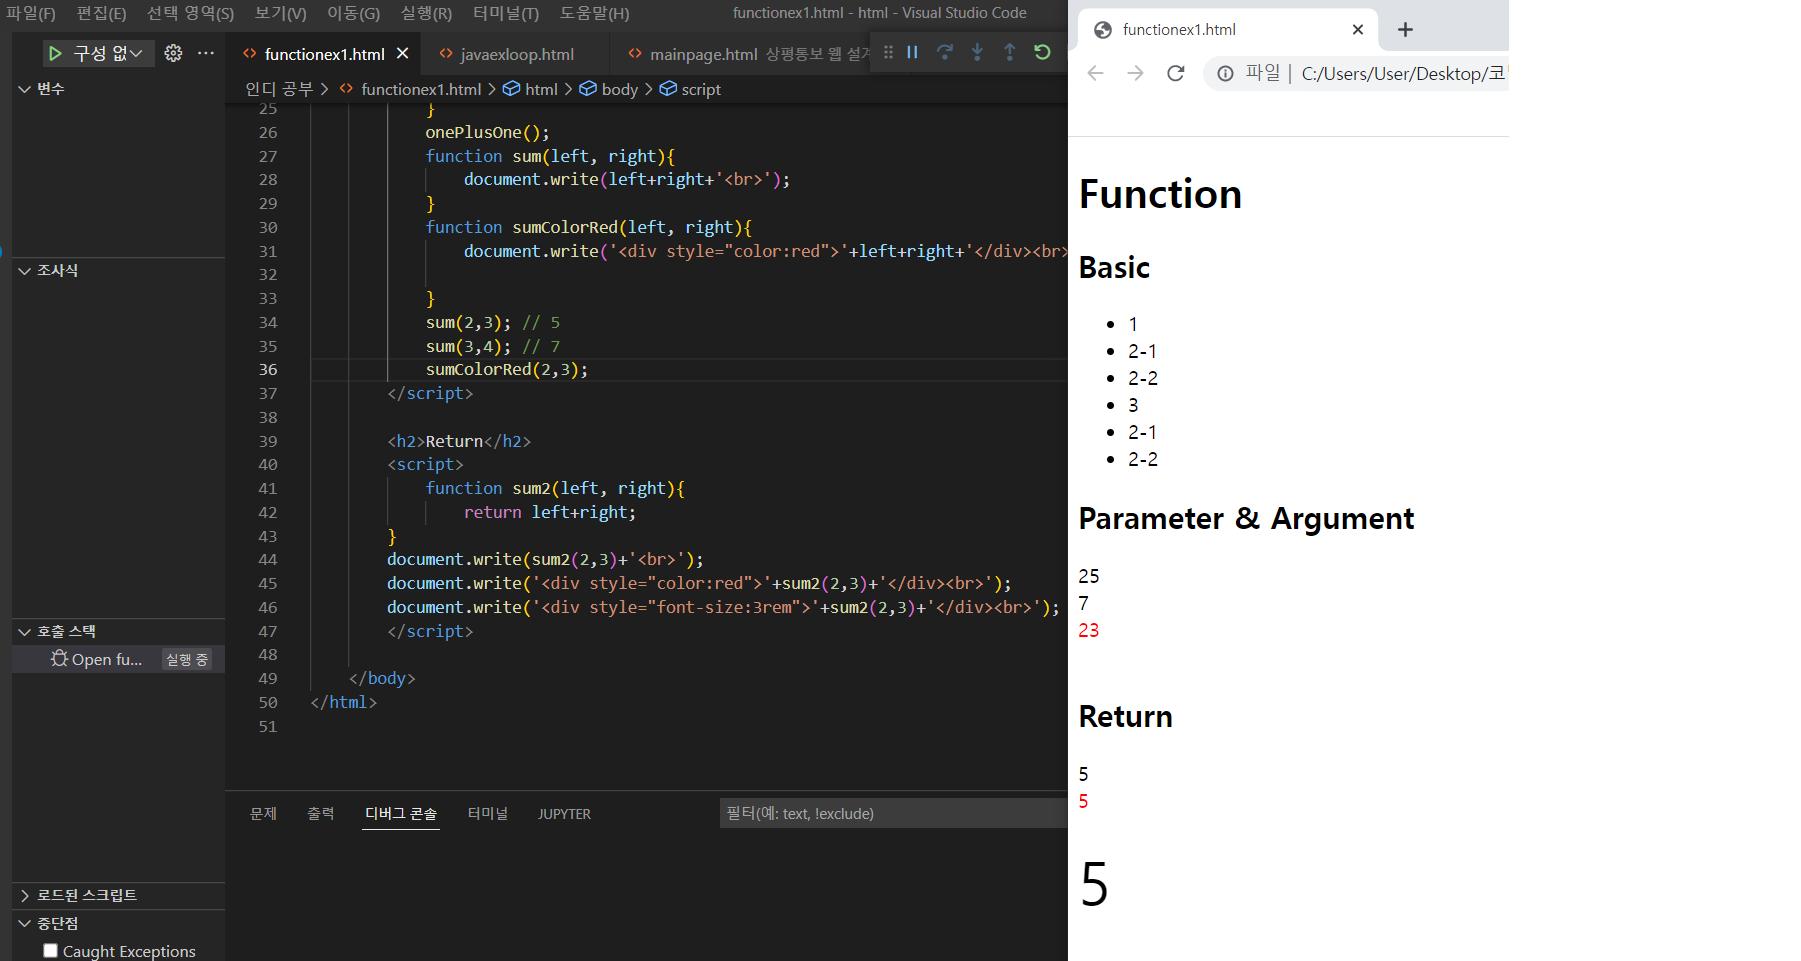 파일(F) 편집(E) 선택 영역(S) 보기(V) 이동(G) 실행(R) 터미널(T) 도움말(H) functionex1.html - html - Visual Studio Code
구성 없
변수
조사식
호출 스택
Open fu... 실행 중
로드된 스크립트
중단점
Caught Exceptions
functionex1.html javaexloop.html mainpage.html 상평통보 웹 설계
인디 공부 > functionex1.html > html > body > script
25 }
26 onePlusOne();
27 function sum(left, right){
28 document.write(left+right+'<br>');
29 }
30 function sumColorRed(left, right){
31 document.write('<div style="color:red">'+left+right+'</div><br>
32
33 }
34 sum(2,3); // 5
35 sum(3,4); // 7
36 sumColorRed(2,3);
37 </script>
38
39 <h2>Return</h2>
40 <script>
41 function sum2(left, right){
42 return left+right;
43 }
44 document.write(sum2(2,3)+'<br>');
45 document.write('<div style="color:red">'+sum2(2,3)+'</div><br>');
46 document.write('<div style="font-size:3rem">'+sum2(2,3)+'</div><br>');
47 </script>
48
49 </body>
50 </html>
51
문제 출력 디버그 콘솔 터미널 JUPYTER 필터(예: text, !exclude)
functionex1.html
파일 | C:/Users/User/Desktop/코
Function
Basic
• 1
• 2-1
• 2-2
• 3
• 2-1
• 2-2
Parameter & Argument
25
7
23
Return
5
5
5